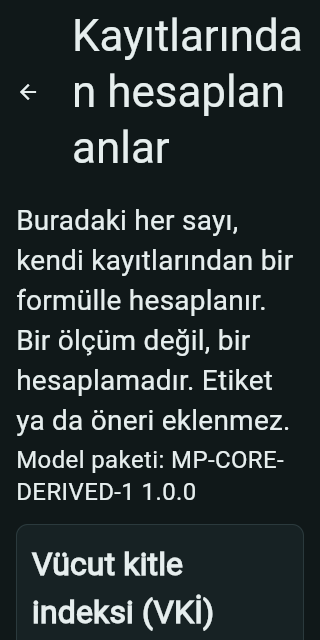 Kayıtlarında
n hesaplan
anlar
Buradaki her sayı,
kendi kayıtlarından bir
formülle hesaplanır.
Bir ölçüm değil, bir
hesaplamadır. Etiket
ya da öneri eklenmez.
Model paketi: MP-CORE-
DERIVED-1 1.0.0
Vücut kitle
indeksi (VKİ)